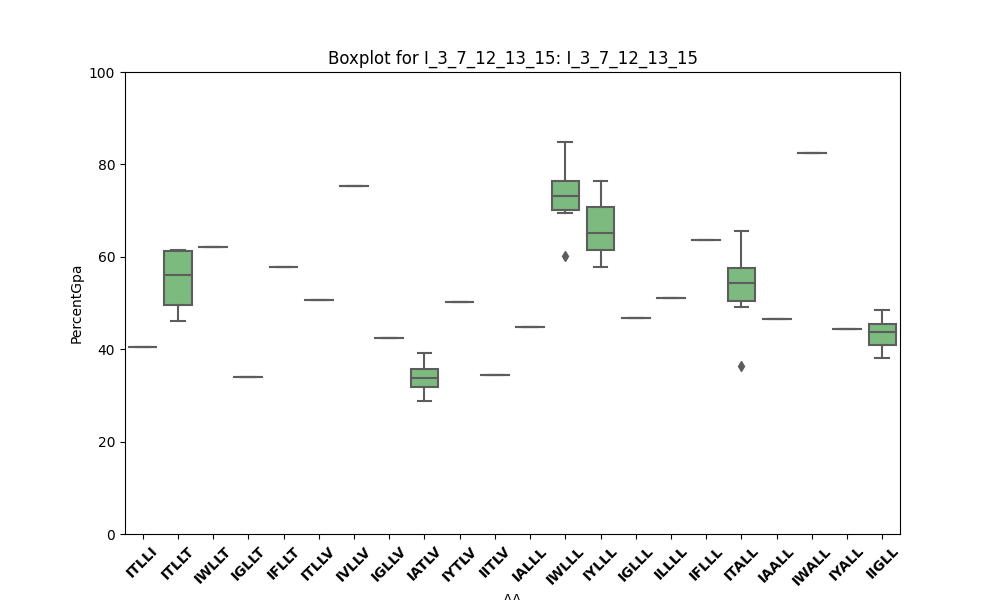 Boxplot for I_3_7_12_13_15: I_3_7_12_13_15
PercentGpa
100
80
60
40
20
0
ITLLI ITLLT IWLLT IGLLT IFLLT ITLLV IVLLV IGLLV IATLV IYTLV IITLV IALLL IWLLL IYLLL IGLLL ILLLL IFLLL ITALL IAALL IWALL IYALL IIGLL
AA